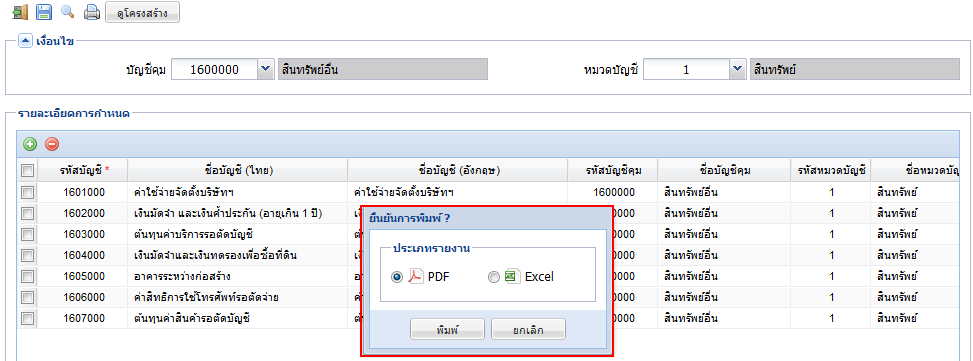 ดูโครงสร้าง
เงื่อนไข
บัญชีคุม 1600000 สินทรัพย์อื่น หมวดบัญชี 1 สินทรัพย์
รายละเอียดการกำหนด
รหัสบัญชี * ชื่อบัญชี (ไทย) ชื่อบัญชี (อังกฤษ) รหัสบัญชีคุม ชื่อบัญชีคุม รหัสหมวดบัญชี ชื่อหมวดบัญ
1601000 ค่าใช้จ่ายจัดตั้งบริษัทฯ ค่าใช้จ่ายจัดตั้งบริษัทฯ 1600000 สินทรัพย์อื่น 1 สินทรัพย์
1602000 เงินมัดจำ และเงินค้ำประกัน (อายุเกิน 1 ปี) 0000 สินทรัพย์อื่น 1 สินทรัพย์
1603000 ต้นทุนค่าบริการรอตัดบัญชี 0000 สินทรัพย์อื่น 1 สินทรัพย์
1604000 เงินมัดจำและเงินทดรองเพื่อซื้อที่ดิน 0000 สินทรัพย์อื่น 1 สินทรัพย์
1605000 อาคารระหว่างก่อสร้าง 0000 สินทรัพย์อื่น 1 สินทรัพย์
1606000 ค่าสิทธิการใช้โทรศัพท์รอตัดจ่าย 0000 สินทรัพย์อื่น 1 สินทรัพย์
1607000 ต้นทุนค่าสินค้ารอตัดบัญชี 0000 สินทรัพย์อื่น 1 สินทรัพย์
ยืนยันการพิมพ์ ?
ประเภทรายงาน
PDF Excel
พิมพ์ ยกเลิก